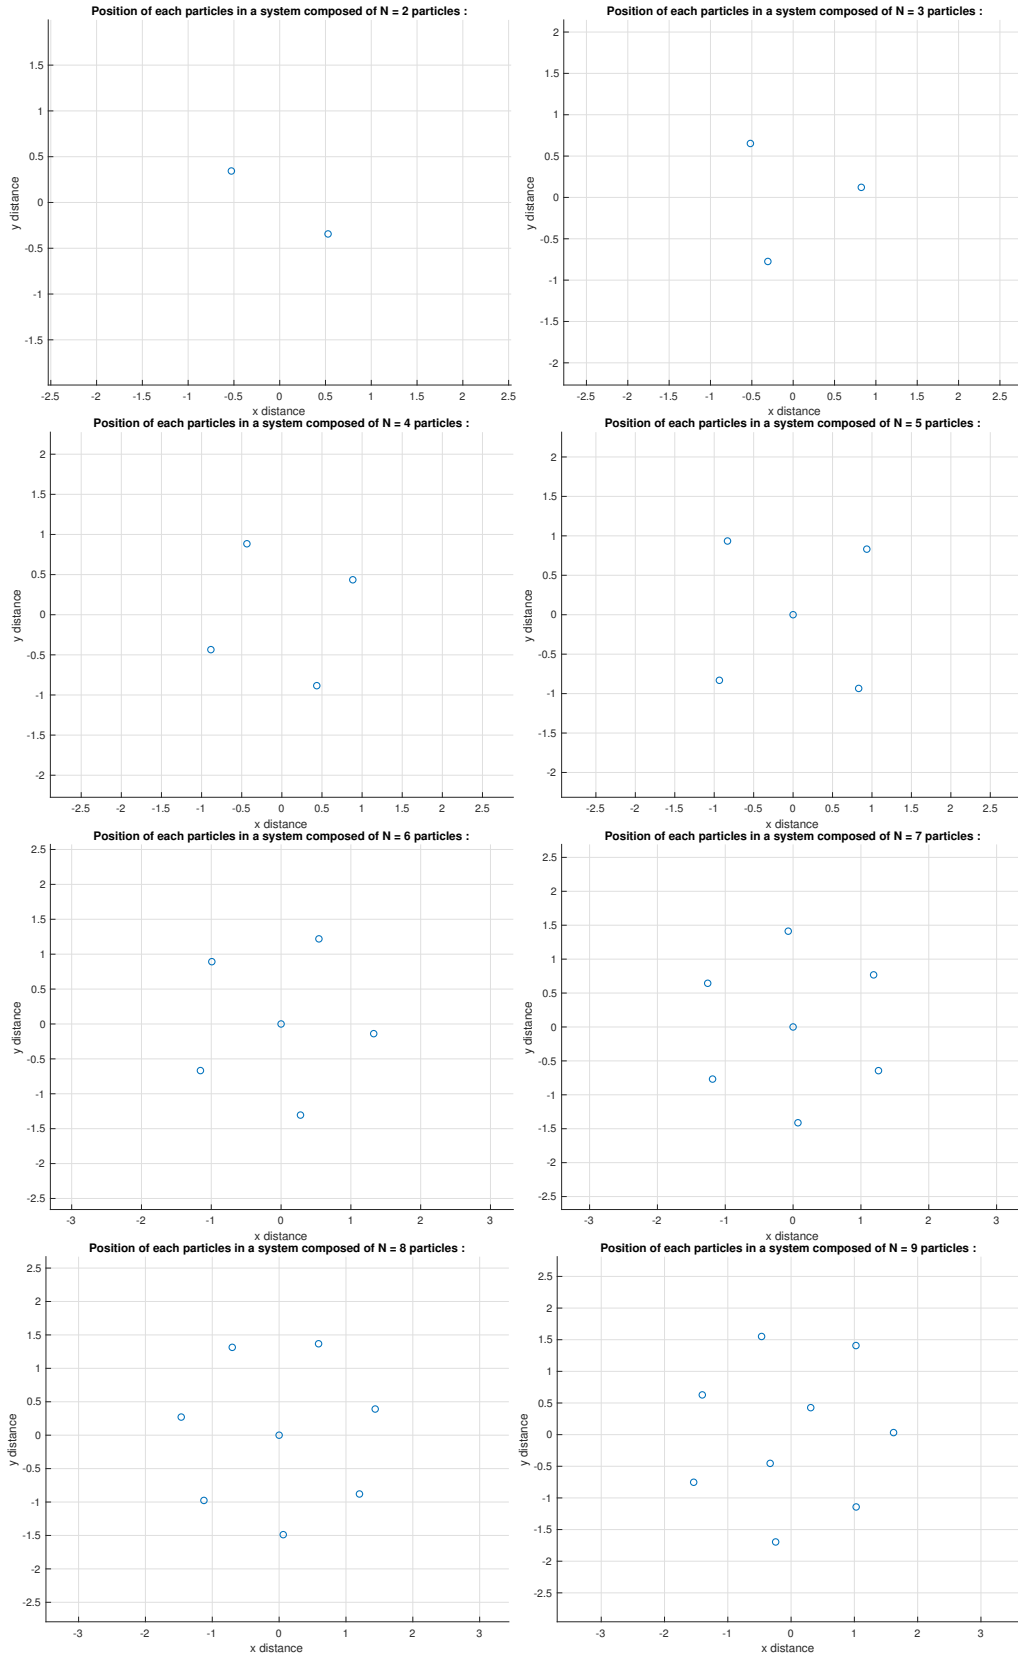 Position of each particles in a system composed of N = 2 particles :
1.5
1
0.5
0
-0.5
-1
-1.5
y distance
-2.5 -2 -1.5 -1 -0.5 0 0.5 1 1.5 2 2.5
x distance
Position of each particles in a system composed of N = 3 particles :
2
1.5
1
0.5
0
-0.5
-1
-1.5
-2
y distance
-2.5 -2 -1.5 -1 -0.5 0 0.5 1 1.5 2 2.5
x distance
Position of each particles in a system composed of N = 4 particles :
2
1.5
1
0.5
0
-0.5
-1
-1.5
-2
y distance
-2.5 -2 -1.5 -1 -0.5 0 0.5 1 1.5 2 2.5
x distance
Position of each particles in a system composed of N = 5 particles :
2
1.5
1
0.5
0
-0.5
-1
-1.5
-2
y distance
-2.5 -2 -1.5 -1 -0.5 0 0.5 1 1.5 2 2.5
x distance
Position of each particles in a system composed of N = 6 particles :
2.5
2
1.5
1
0.5
0
-0.5
-1
-1.5
-2
-2.5
y distance
-3 -2 -1 0 1 2 3
x distance
Position of each particles in a system composed of N = 7 particles :
2.5
2
1.5
1
0.5
0
-0.5
-1
-1.5
-2
-2.5
y distance
-3 -2 -1 0 1 2 3
x distance
Position of each particles in a system composed of N = 8 particles :
2.5
2
1.5
1
0.5
0
-0.5
-1
-1.5
-2
-2.5
y distance
-3 -2 -1 0 1 2 3
x distance
Position of each particles in a system composed of N = 9 particles :
2.5
2
1.5
1
0.5
0
-0.5
-1
-1.5
-2
-2.5
y distance
-3 -2 -1 0 1 2 3
x distance